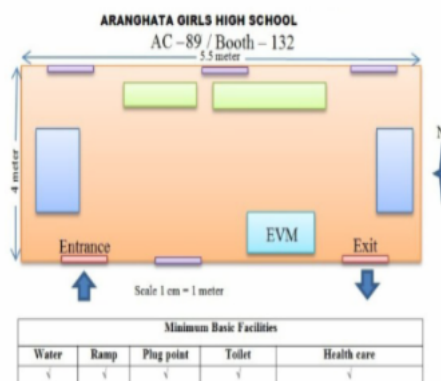 ARANGHATA GIRLS HIGH SCHOOL
AC –89 / Booth – 132
5.5 meter
4 meter
N
EVM
Entrance
Exit
Scale 1 cm = 1 meter
Minimum Basic Facilities
Water Ramp Plug point Toilet Health care
√ √ √ √ √